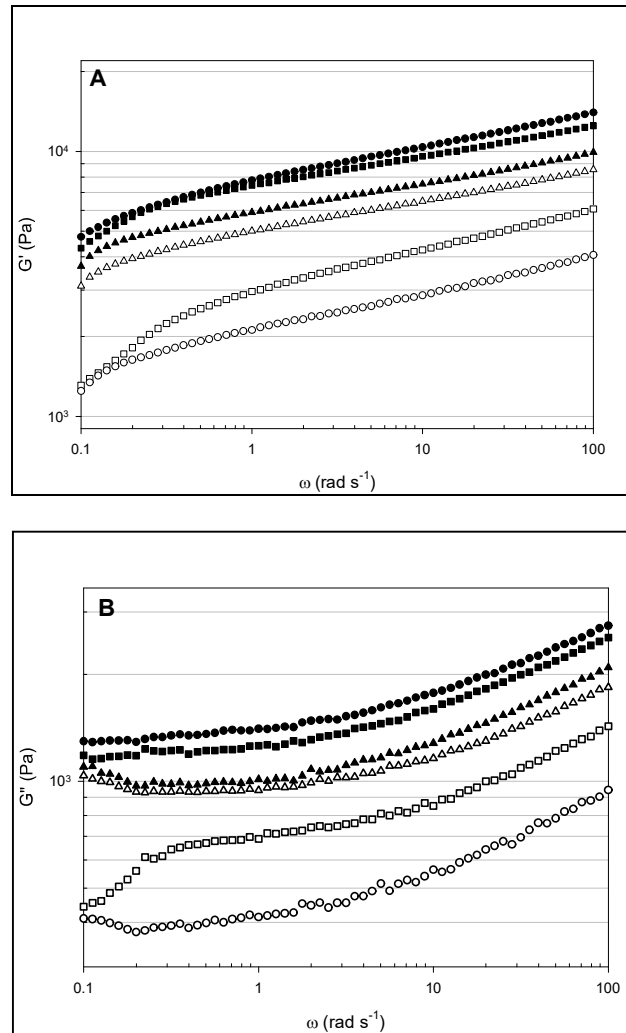 A
10⁴
G' (Pa)
10³
0.1 1 10 100
ω (rad s⁻¹)
B
G" (Pa)
10³
0.1 1 10 100
ω (rad s⁻¹)